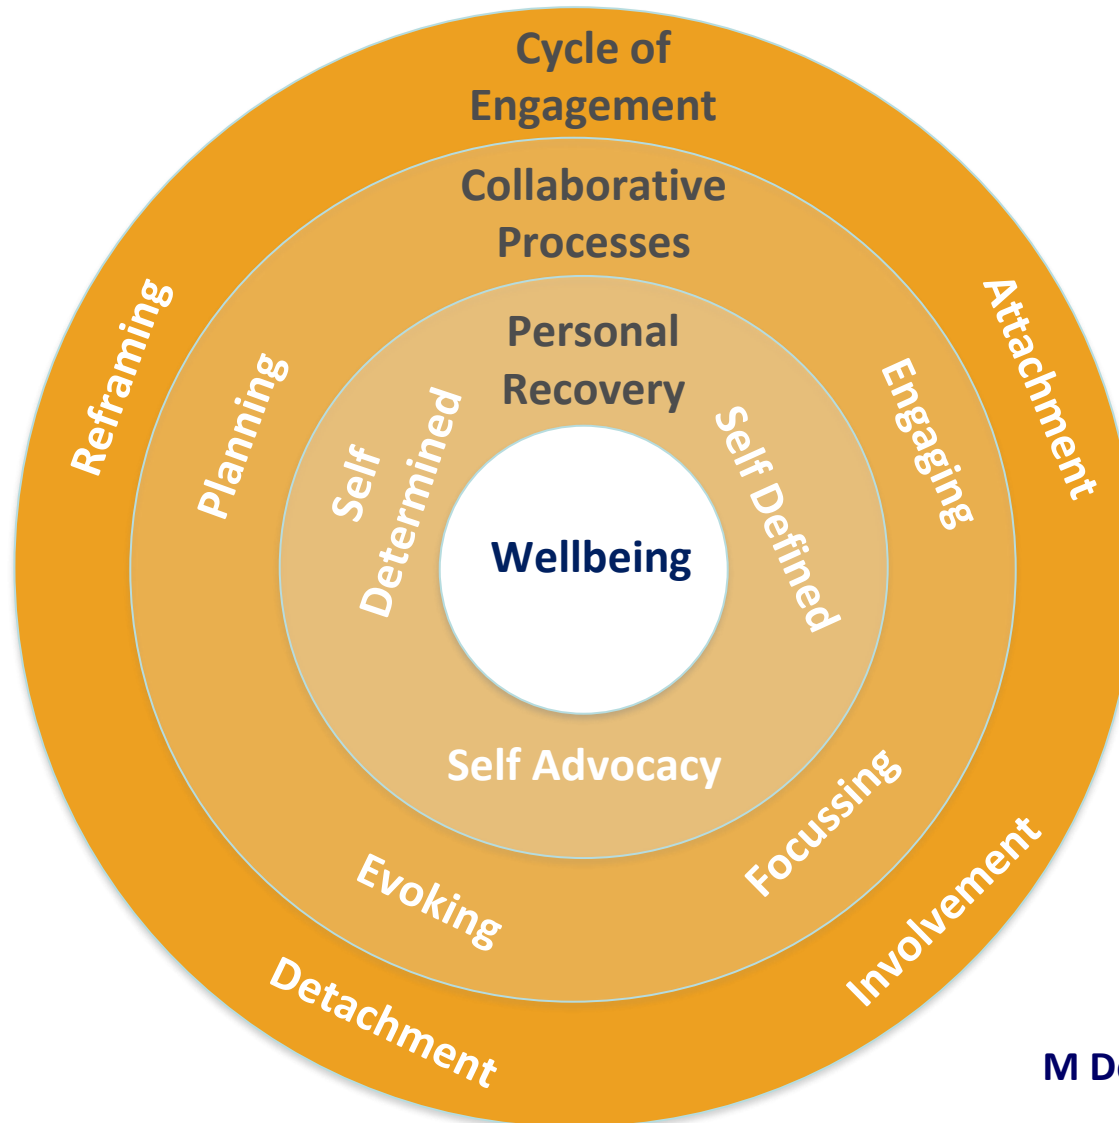 Cycle of
Engagement
Collaborative
Processes
Personal
Recovery
Reframing
Attachment
Planning
Engaging
Self
Determined
Self Defined
Wellbeing
Self Advocacy
Focussing
Evoking
Involvement
Detachment
M